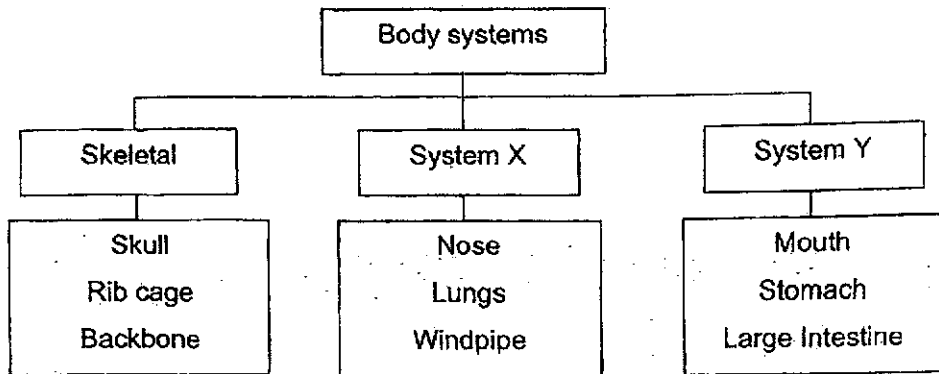 Body systems
Skeletal
System X
System Y
Skull
Rib cage
Backbone
Nose
Lungs
Windpipe
Mouth
Stomach
Large Intestine